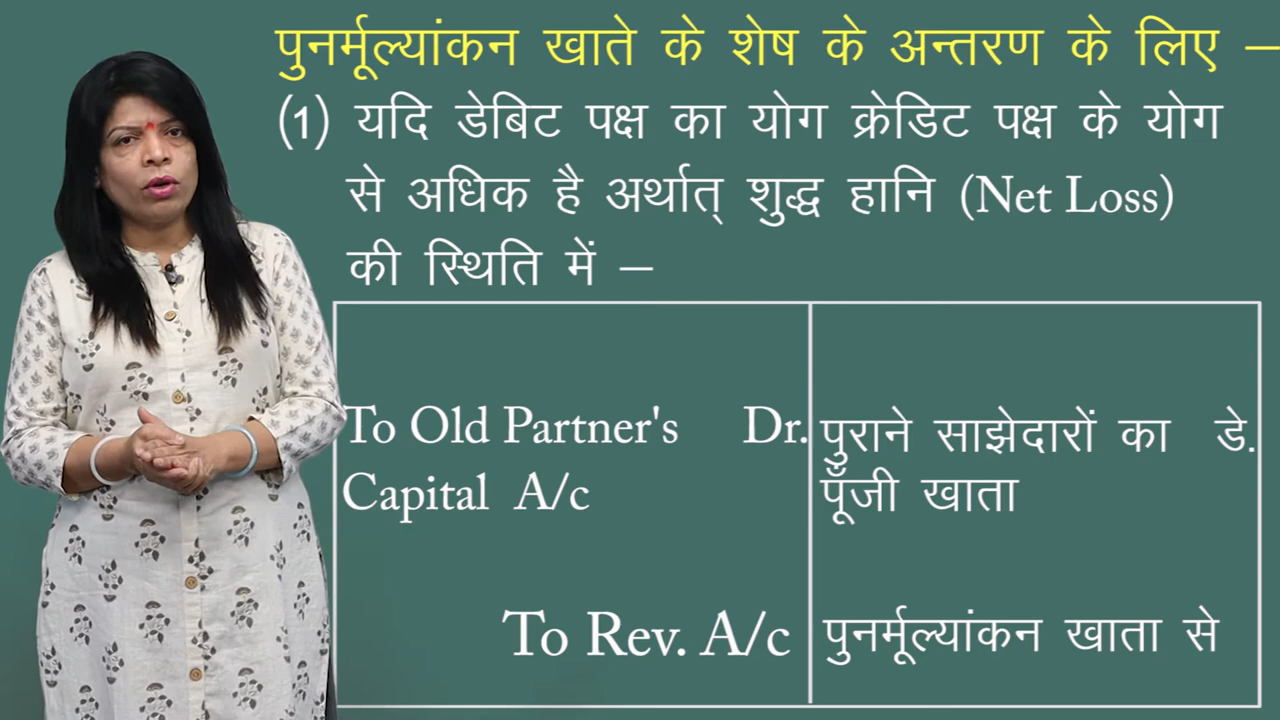 पुनर्मूल्यांकन खाते के शेष के अन्तरण के लिए –
(1) यदि डेबिट पक्ष का योग क्रेडिट पक्ष के योग
से अधिक है अर्थात् शुद्ध हानि (Net Loss)
की स्थिति में –
To Old Partner's Dr.
Capital A/c
To Rev. A/c
पुराने साझेदारों का डे.
पूँजी खाता
पुनर्मूल्यांकन खाता से